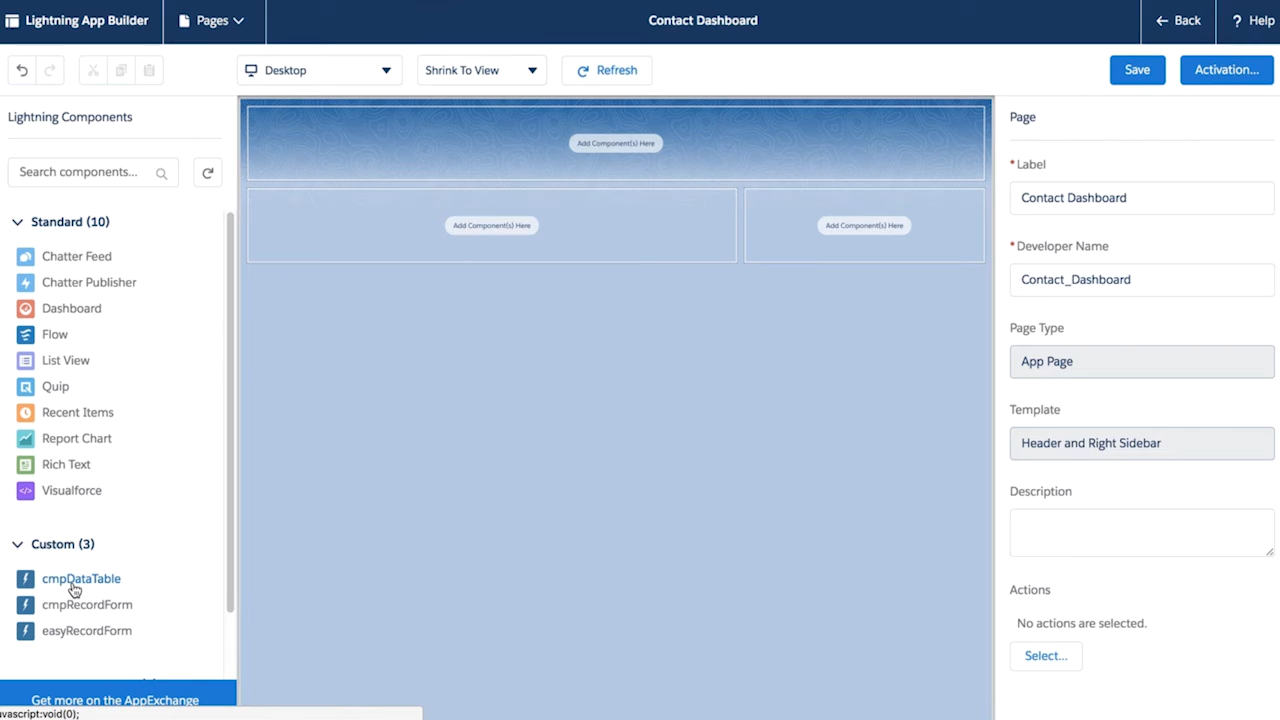 Lightning App Builder
Pages
Contact Dashboard
Back
? Help
Desktop
Shrink To View
Refresh
Save
Activation...
Lightning Components
Search components...
Standard (10)
Chatter Feed
Chatter Publisher
Dashboard
Flow
List View
Quip
Recent Items
Report Chart
Rich Text
Visualforce
Custom (3)
cmpDataTable
cmpRecordForm
easyRecordForm
Get more on the AppExchange
avascript:void(0);
Add Component(s) Here
Add Component(s) Here
Add Component(s) Here
Page
*Label
Contact Dashboard
*Developer Name
Contact_Dashboard
Page Type
App Page
Template
Header and Right Sidebar
Description
Actions
No actions are selected.
Select...